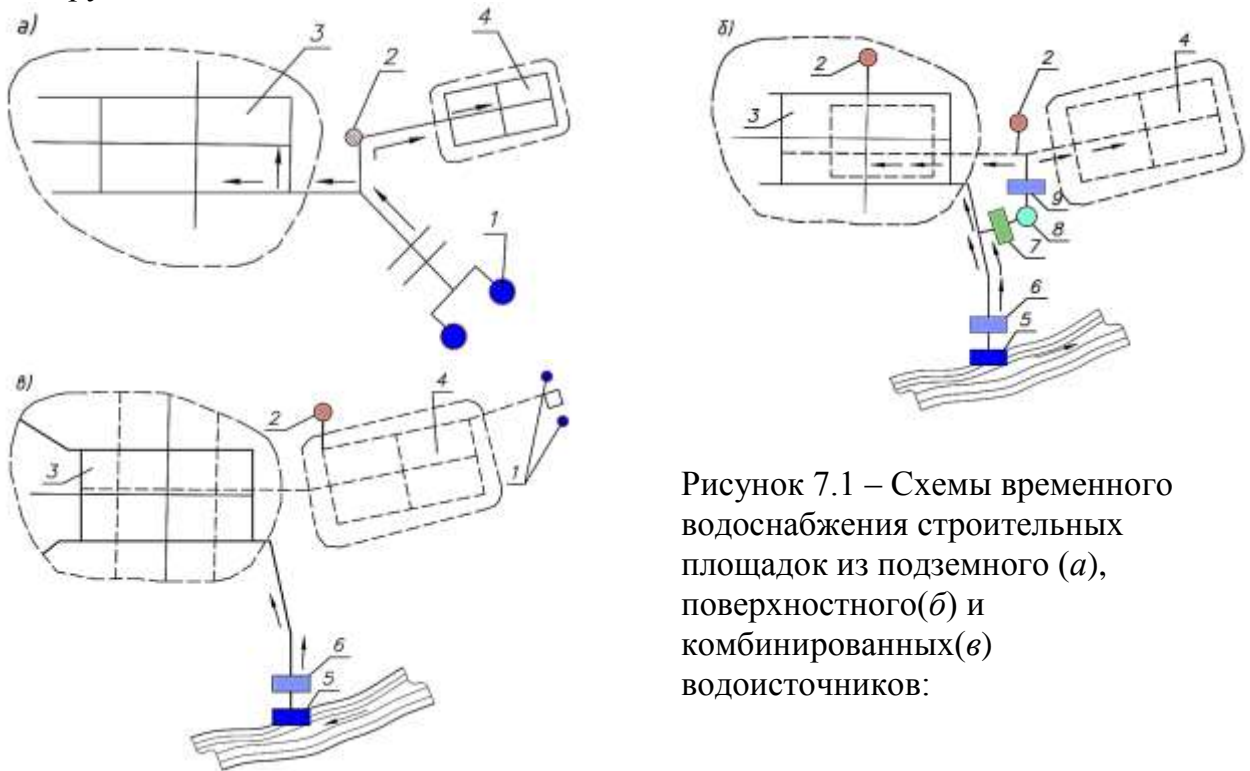 а)
3
2
4
1
б)
2
2
4
3
9
8
7
6
5
в)
2
4
3
1
6
5
Рисунок 7.1 – Схемы временного
водоснабжения строительных
площадок из подземного (а),
поверхностного(б) и
комбинированных(в)
водоисточников: